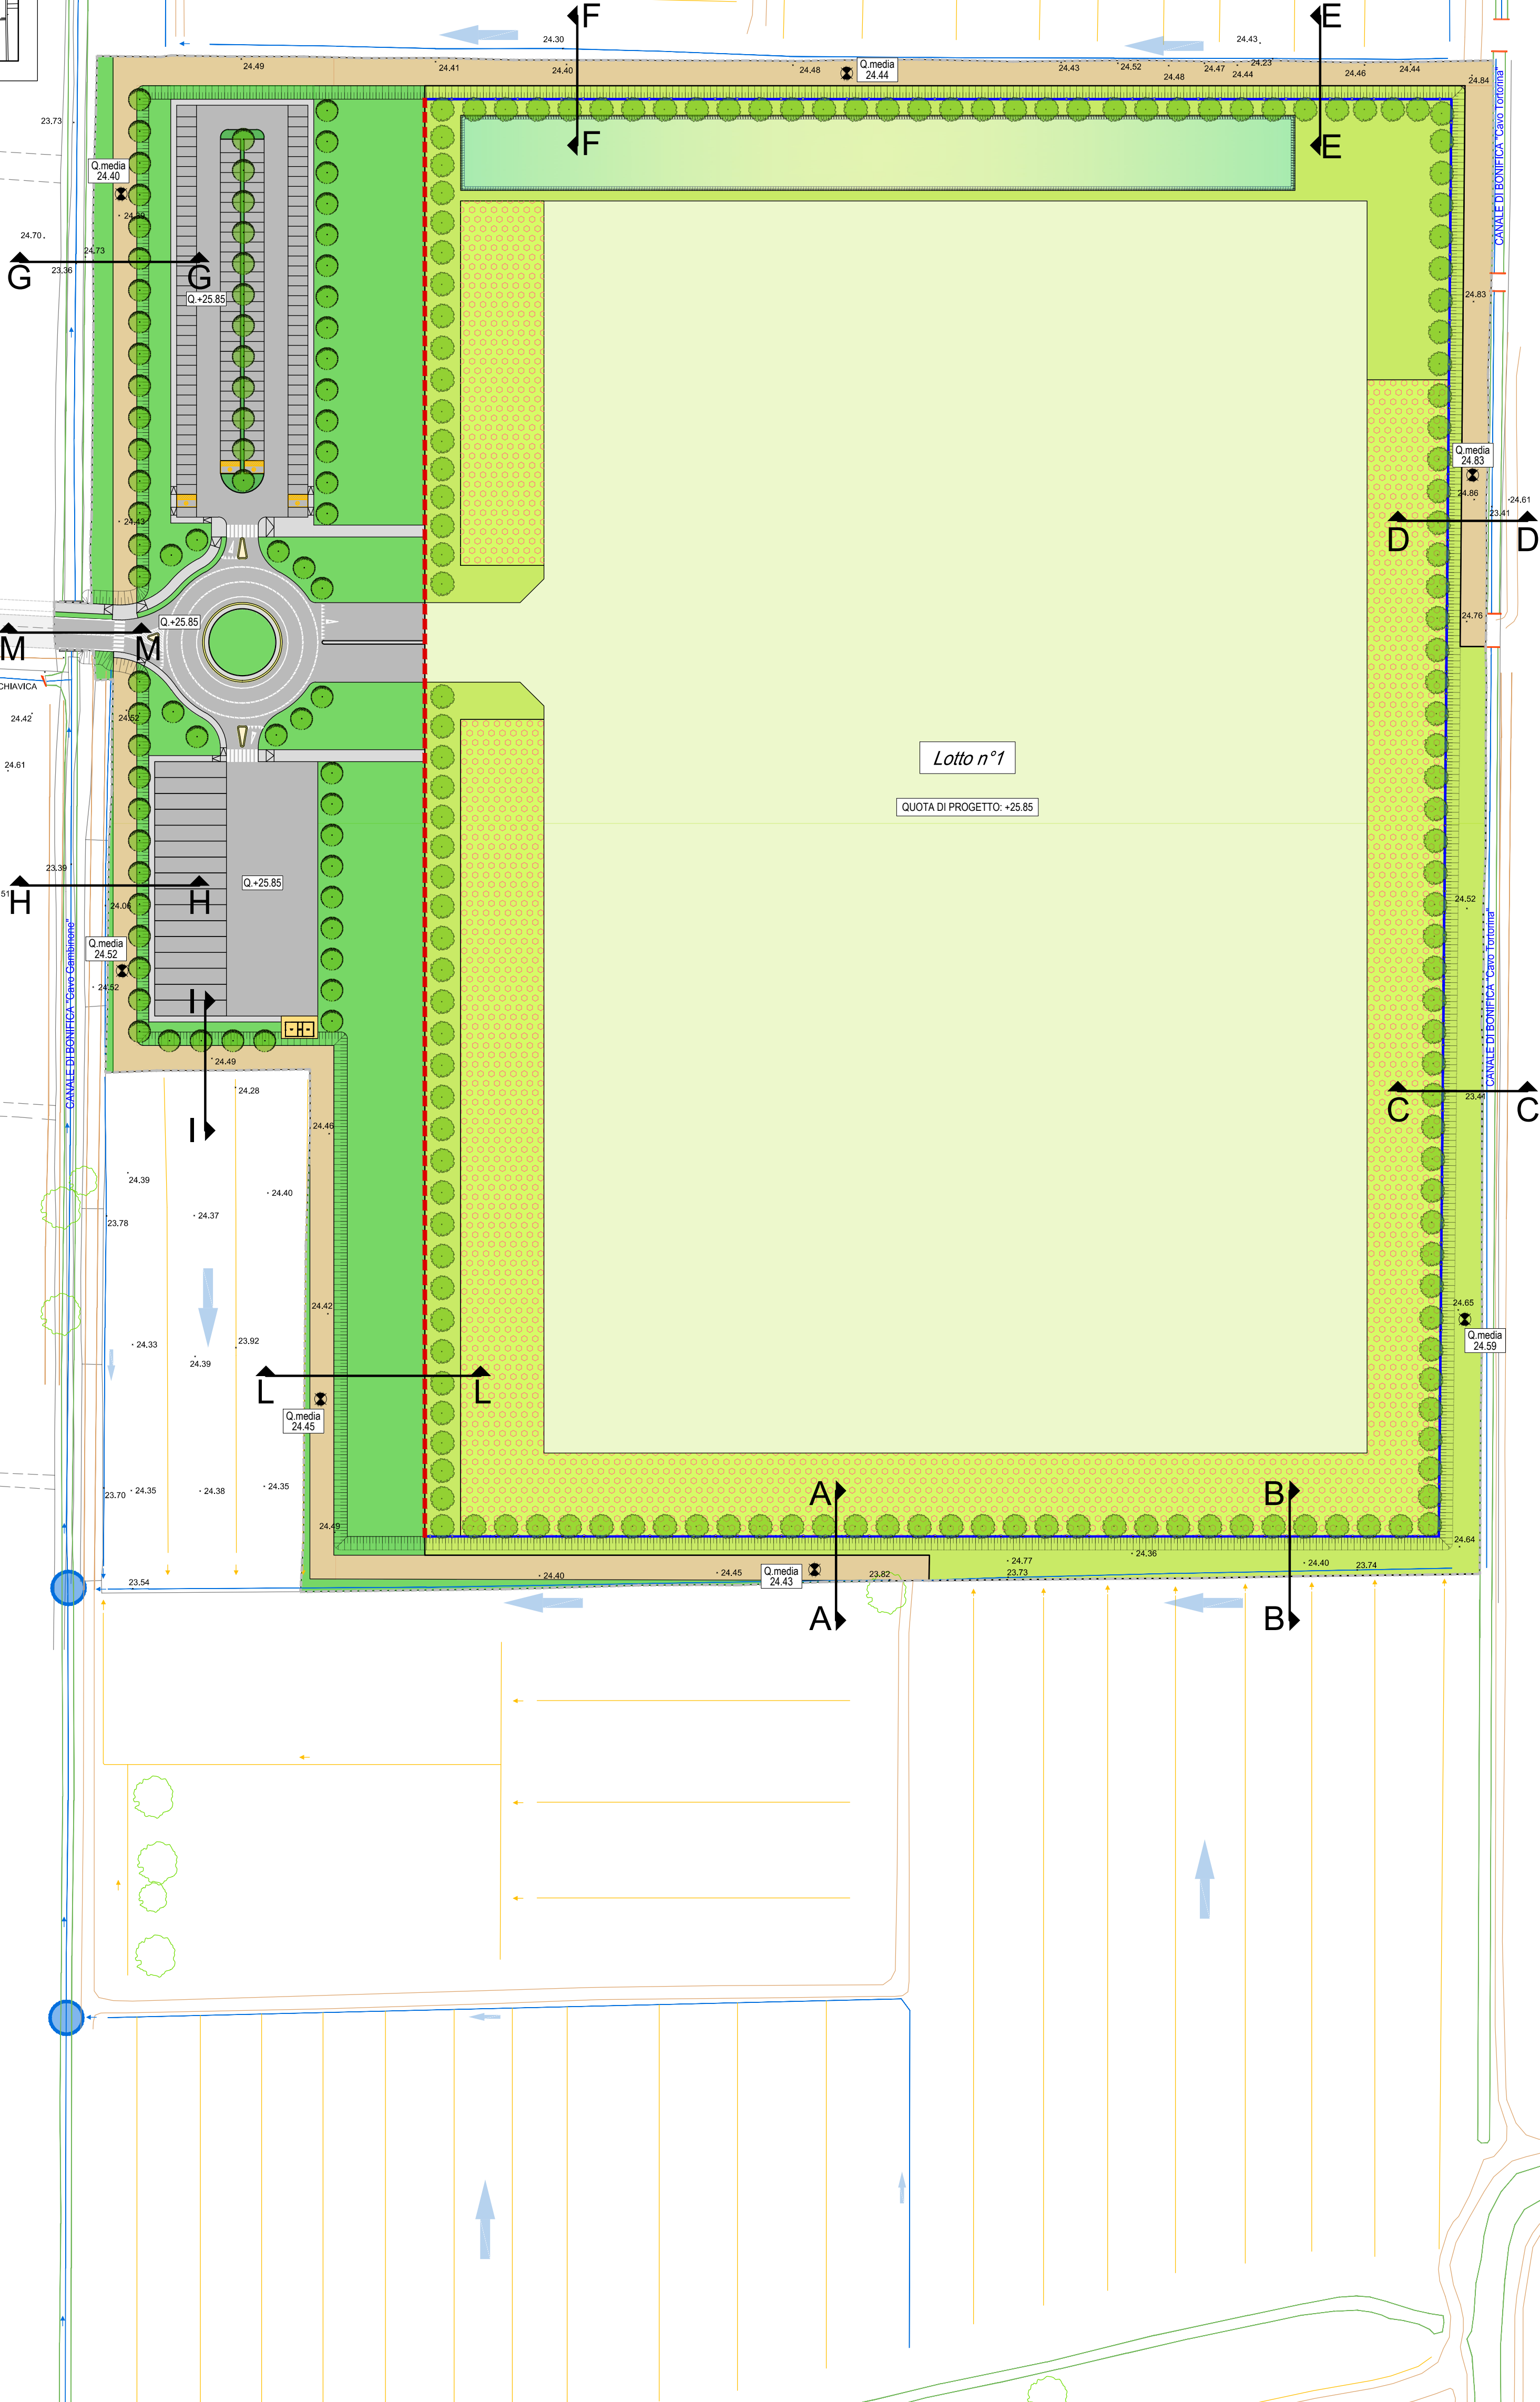 F
E
24.30
24.43
24.23
24.49
24.41
24.40
24.48
Q.media
24.44
24.43
24.52
24.48
24.47
24.44
24.46
24.44
24.84
CANALE DI BONIFICA "Cavo Tortorina"
23.73
F
E
Q.media
24.40
24.70
24.73
23.36
G
G
Q.+25.85
24.83
Q.media
24.83
24.86
24.61
23.41
24.43
D
D
Q.+25.85
24.76
M
M
CHIAVICA
24.42
24.52
24.61
Lotto n°1
QUOTA DI PROGETTO: +25.85
23.39
Q.+25.85
H
H
51
24.06
24.52
Q.media
24.52
24.52
CANALE DI BONIFICA "Cavo Gambinone"
CANALE DI BONIFICA "Cavo Tortorina"
I
24.49
24.28
I
24.46
C
C
24.39
24.40
23.78
24.37
24.42
24.65
Q.media
24.59
24.33
23.92
24.39
L
L
Q.media
24.45
23.70
24.35
24.38
24.35
A
B
24.49
24.64
24.77
24.36
24.40
23.74
23.54
24.40
24.45
Q.media
24.43
23.82
23.73
A
B